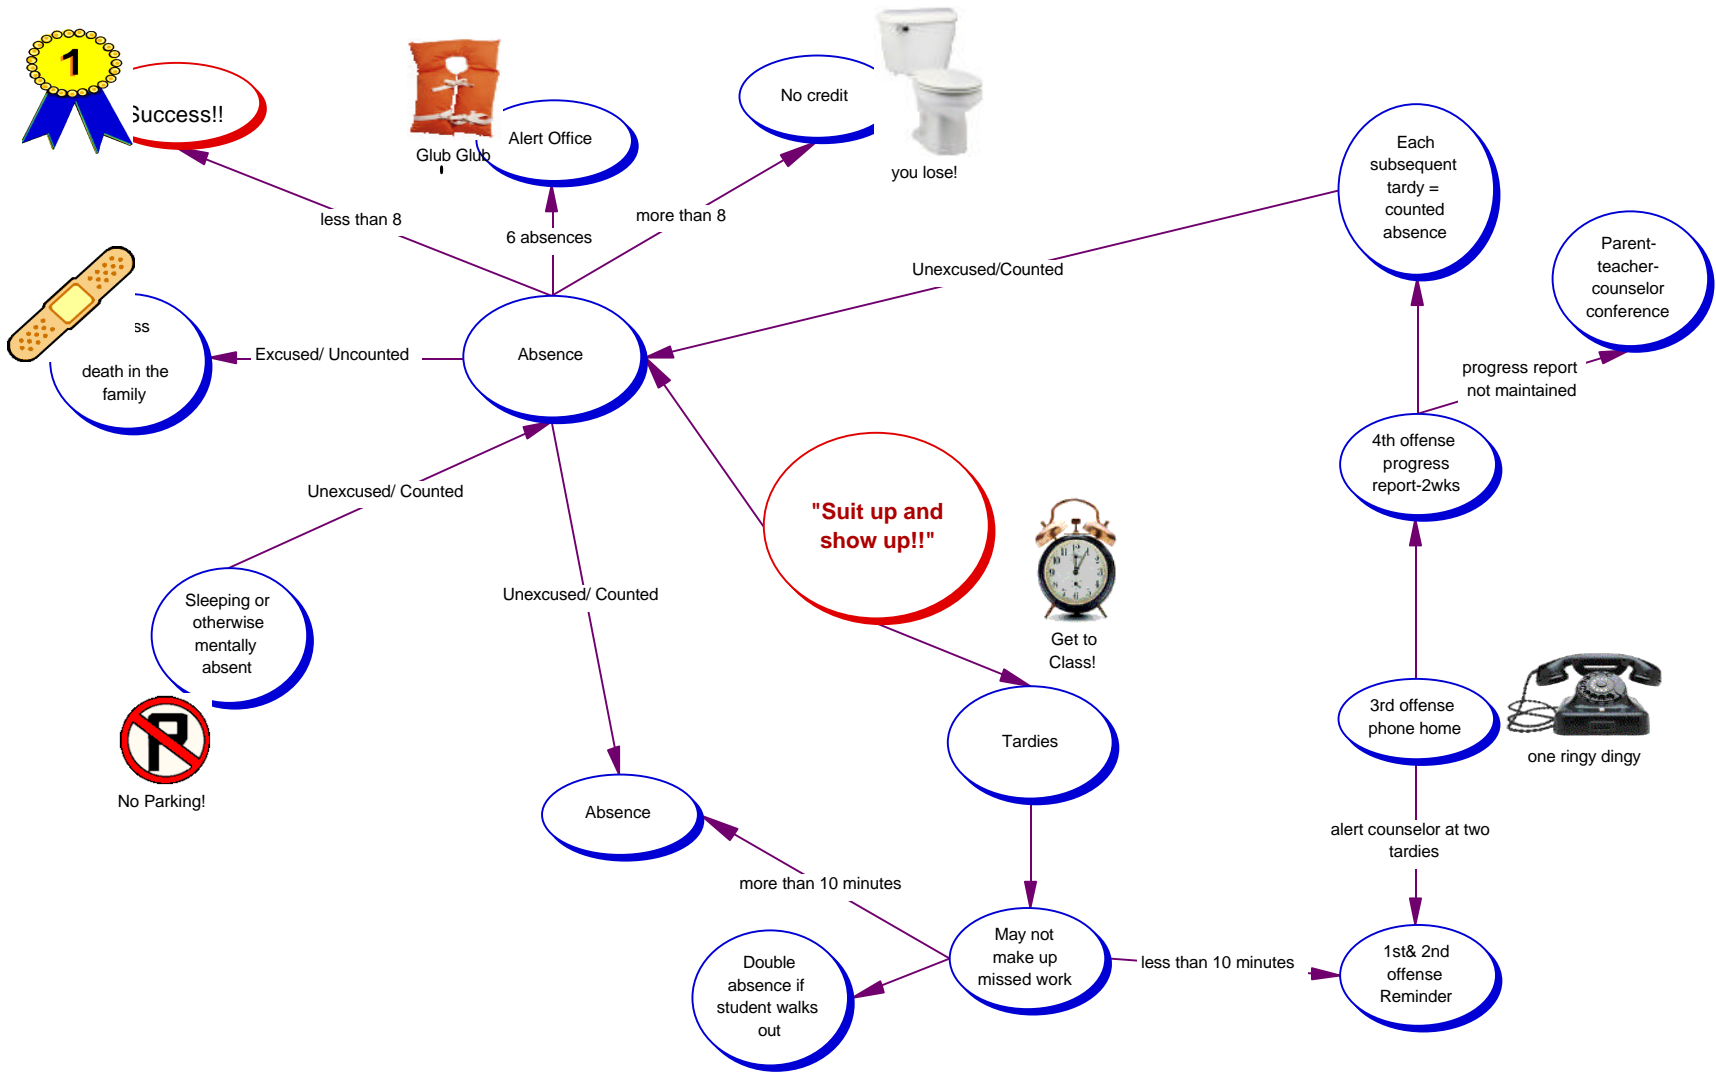 1
Success!!
Glub Glub
!
Alert Office
No credit
you lose!
Each
subsequent
tardy =
counted
absence
Parent-
teacher-
counselor
conference
less than 8
6 absences
more than 8
Unexcused/Counted
ss
death in the
family
Excused/ Uncounted
Absence
progress report
not maintained
4th offense
progress
report-2wks
Unexcused/ Counted
"Suit up and
show up!!"
Sleeping or
otherwise
mentally
absent
Unexcused/ Counted
Get to
Class!
P
No Parking!
Tardies
3rd offense
phone home
one ringy dingy
Absence
alert counselor at two
tardies
more than 10 minutes
May not
make up
missed work
less than 10 minutes
1st& 2nd
offense
Reminder
Double
absence if
student walks
out